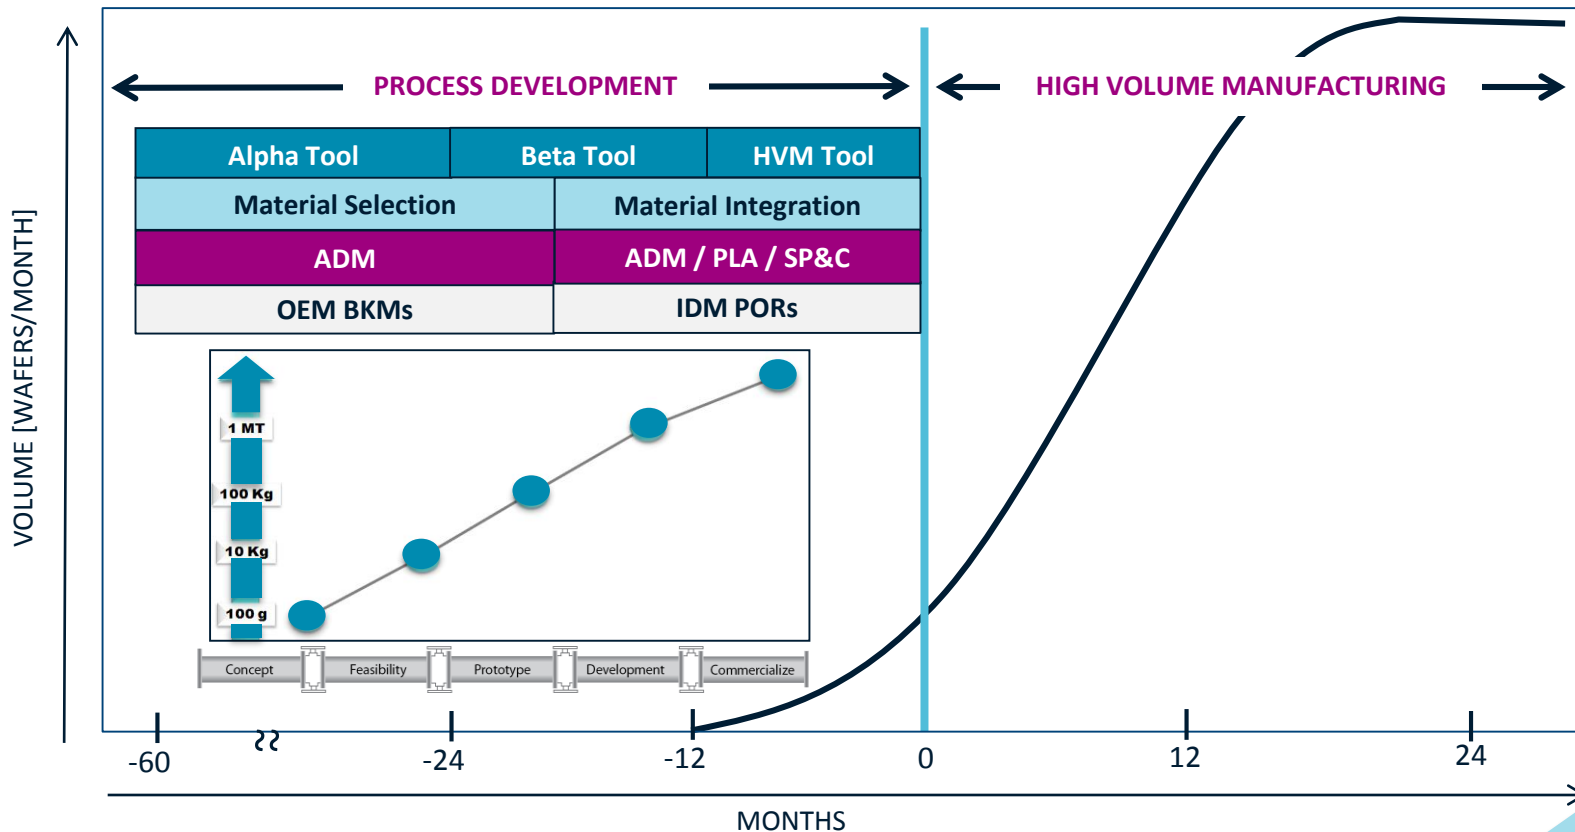 PROCESS DEVELOPMENT
HIGH VOLUME MANUFACTURING
Alpha Tool
Beta Tool
HVM Tool
Material Selection
Material Integration
ADM
ADM / PLA / SP&C
OEM BKMs
IDM PORs
VOLUME [WAFERS/MONTH]
1 MT
100 Kg
10 Kg
100 g
Concept
Feasibility
Prototype
Development
Commercialize
-60
-24
-12
0
12
24
MONTHS